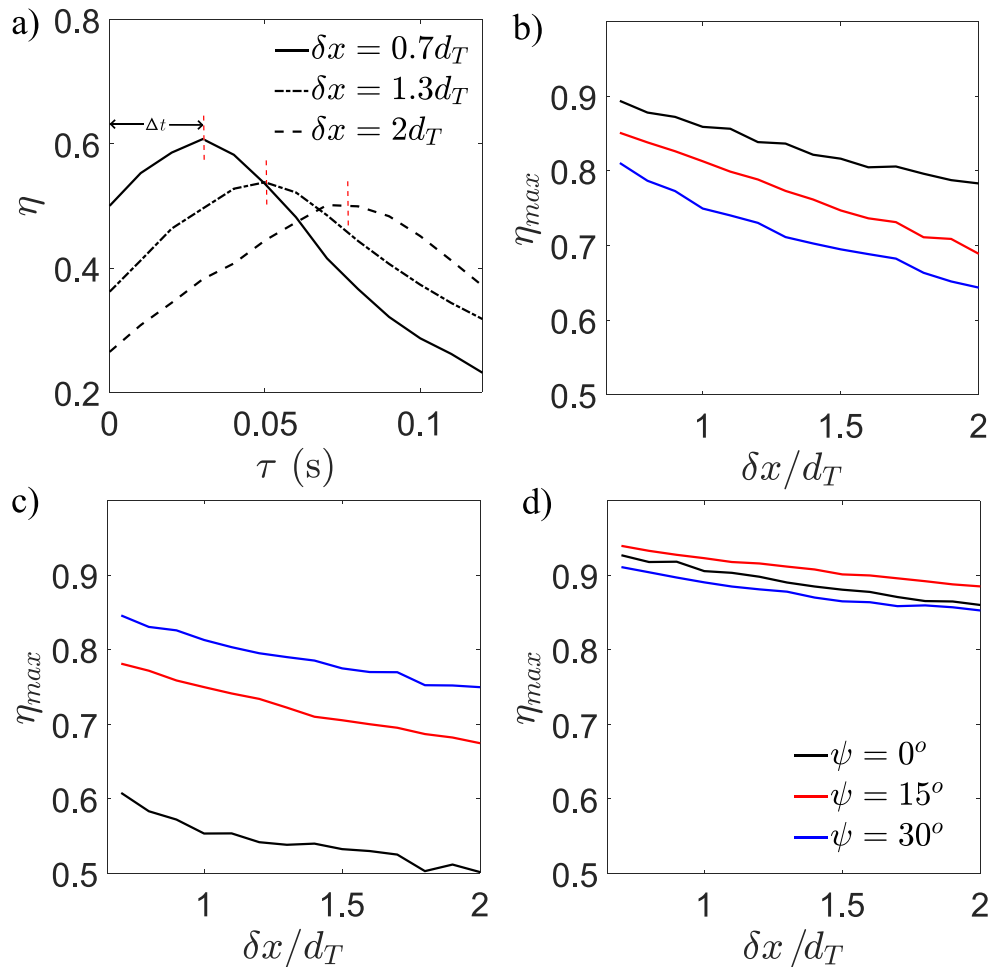 a)
η
0.8
0.6
0.4
0.2
0
0.05
0.1
τ (s)
Δt
δx = 0.7d_T
δx = 1.3d_T
δx = 2d_T
b)
η_max
0.9
0.8
0.7
0.6
0.5
1
1.5
2
δx/d_T
c)
η_max
0.9
0.8
0.7
0.6
0.5
1
1.5
2
δx/d_T
d)
η_max
0.9
0.8
0.7
0.6
0.5
1
1.5
2
δx/d_T
ψ = 0°
ψ = 15°
ψ = 30°